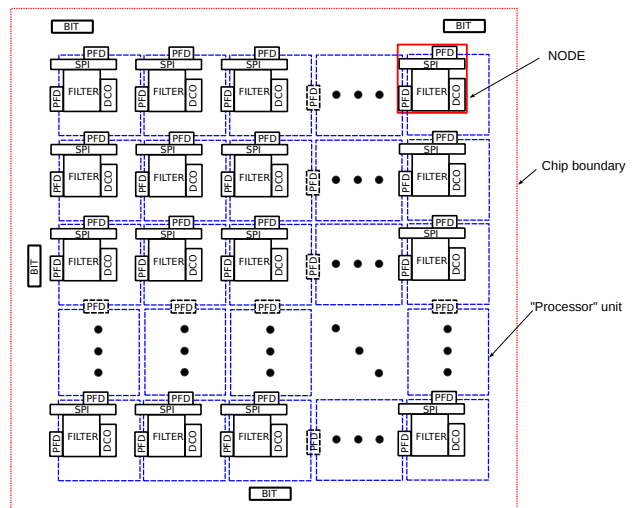 BIT BIT
PFD PFD PFD PFD
NODE
SPI SPI SPI SPI
PFD FILTER DCO PFD FILTER DCO PFD FILTER DCO PFD PFD FILTER DCO
PFD PFD PFD PFD
SPI SPI SPI SPI
Chip boundary
PFD FILTER DCO PFD FILTER DCO PFD FILTER DCO PFD PFD FILTER DCO
PFD PFD PFD PFD
SPI SPI SPI SPI
BIT PFD FILTER DCO PFD FILTER DCO PFD FILTER DCO PFD PFD FILTER DCO
PFD PFD PFD PFD
"Processor" unit
PFD PFD PFD PFD
SPI SPI SPI SPI
PFD FILTER DCO PFD FILTER DCO PFD FILTER DCO PFD PFD FILTER DCO
BIT